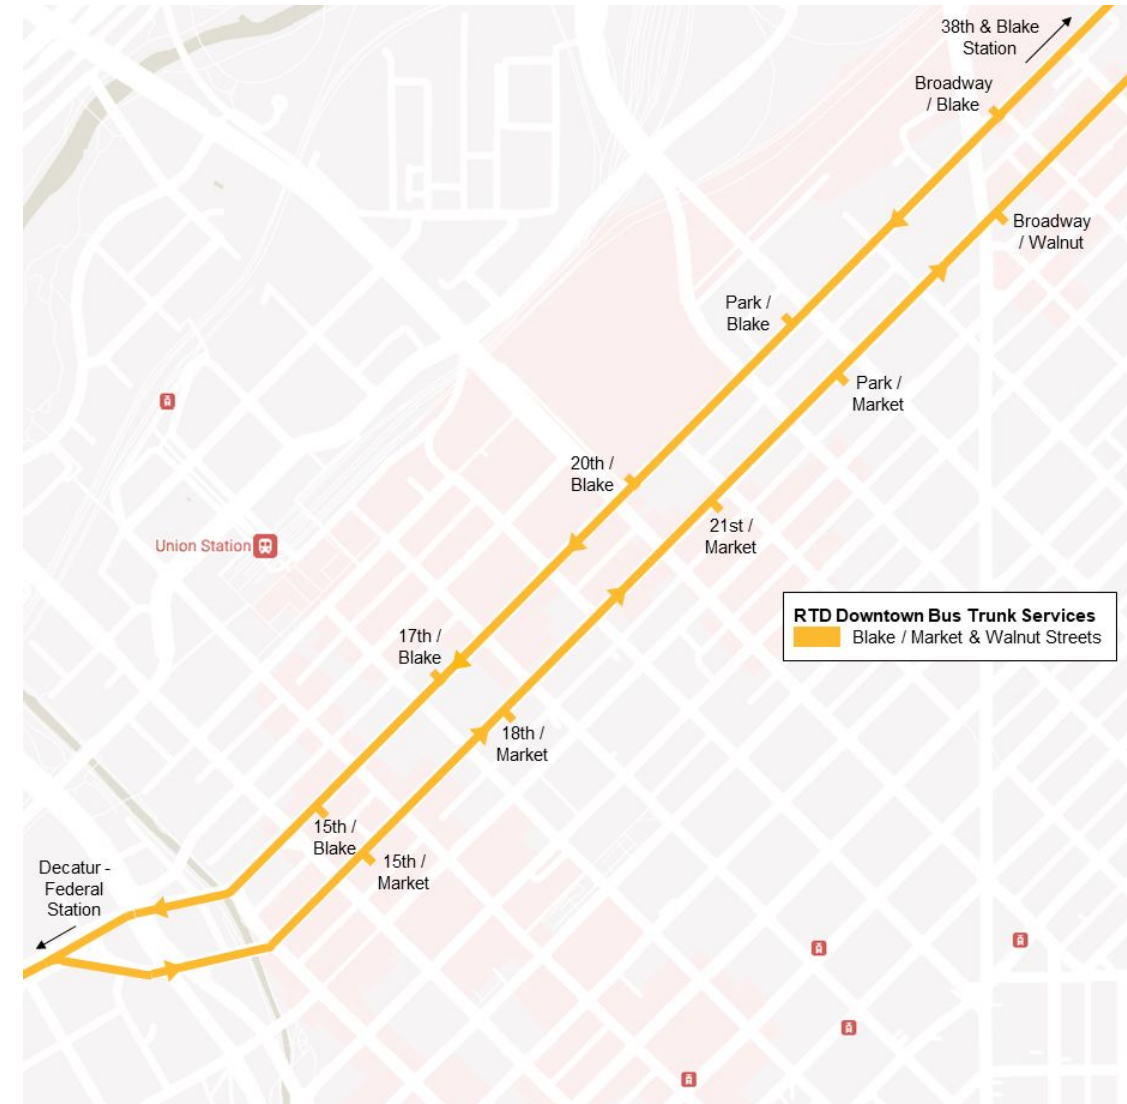 38th & Blake
Station
Broadway
/ Blake
Broadway
/ Walnut
Park /
Blake
Park /
Market
20th /
Blake
21st /
Market
Union Station
RTD Downtown Bus Trunk Services
Blake / Market & Walnut Streets
17th /
Blake
18th /
Market
15th /
Blake
15th /
Market
Decatur -
Federal
Station